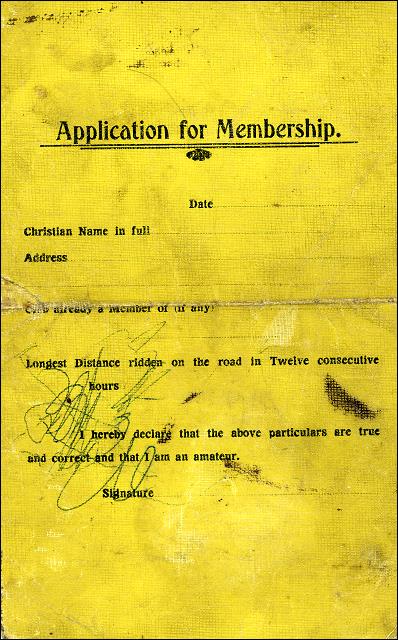 Application for Membership.
Date
Christian Name in full
Address
Club already a Member of (if any)
Longest Distance ridden on the road in Twelve consecutive
hours
I hereby declare that the above particulars are true
and correct and that I am an amateur.
Signature